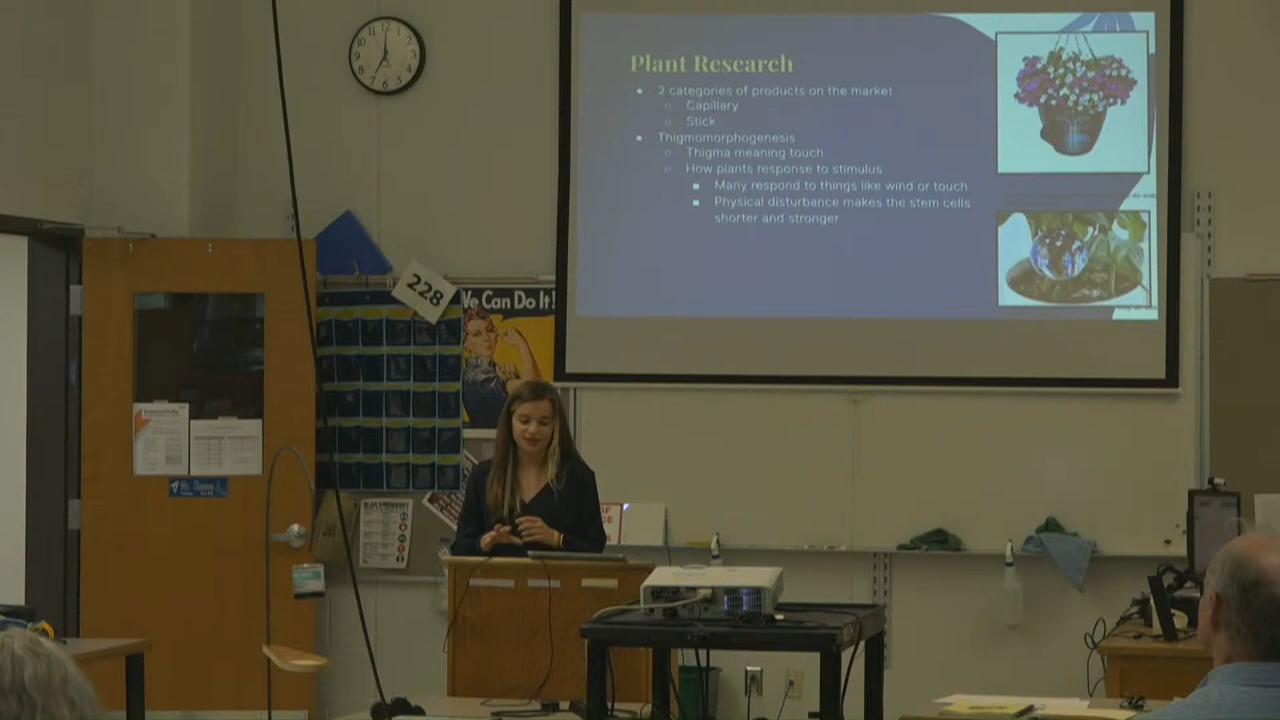 Plant Research
2 categories of products on the market
Capillary
Stick
Thigmomorphogenesis
Thigma meaning touch
How plants response to stimulus
Many respond to things like wind or touch
Physical disturbance makes the stem cells
shorter and stronger
228
We Can Do It!